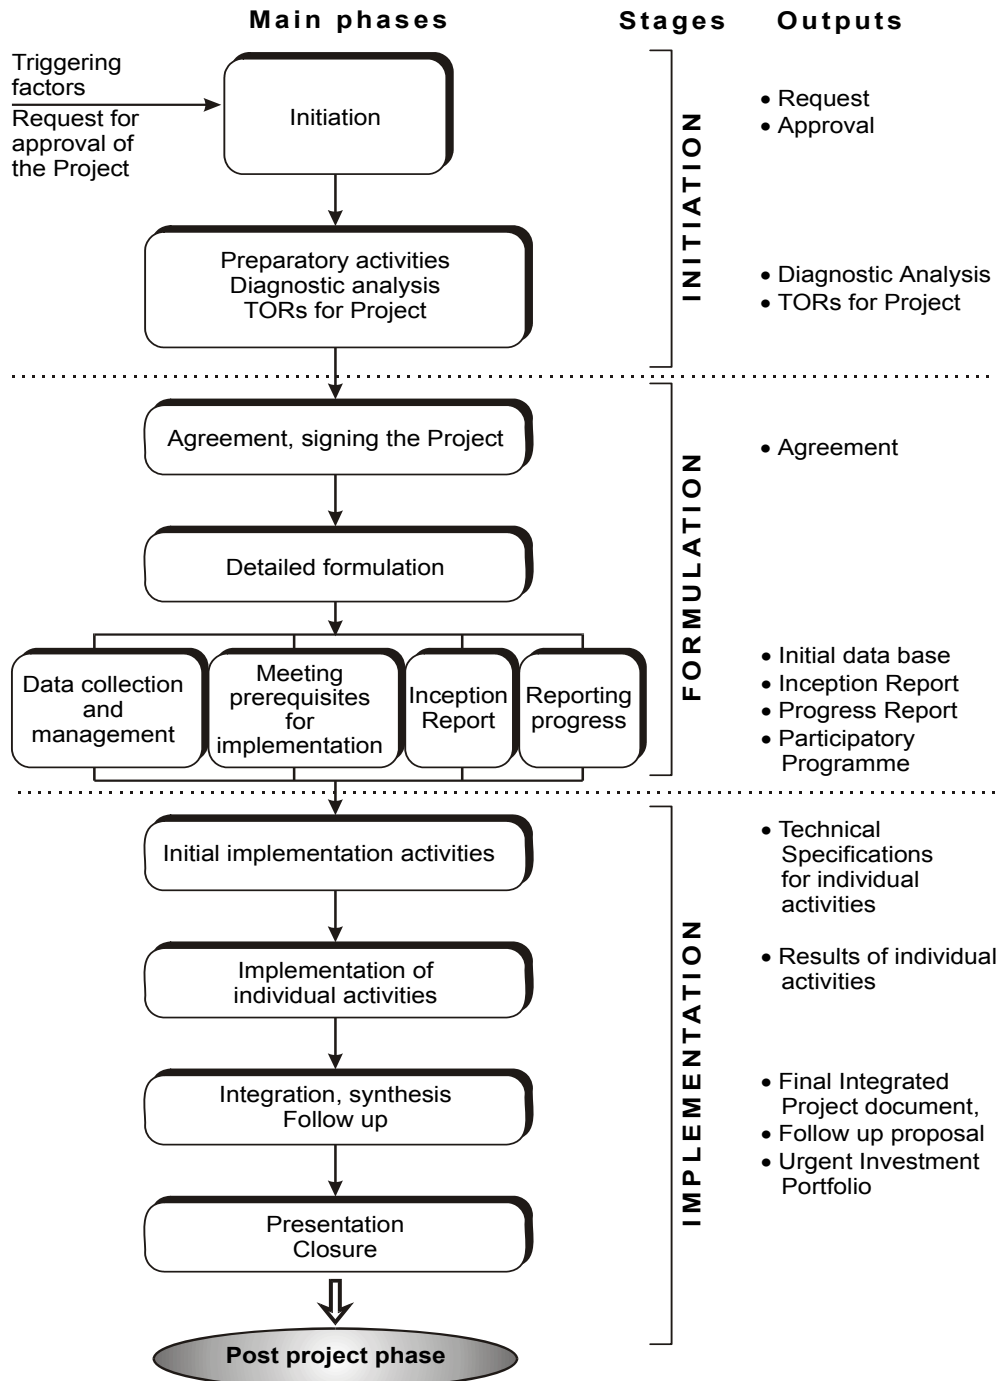 Main phases
Stages
Outputs
Triggering
factors
Request for
approval of
the Project
Initiation
• Request
• Approval
Preparatory activities
Diagnostic analysis
TORs for Project
• Diagnostic Analysis
• TORs for Project
INITIATION
Agreement, signing the Project
• Agreement
Detailed formulation
Data collection
and
management
Meeting
prerequisites
for
implementation
Inception
Report
Reporting
progress
FORMULATION
• Initial data base
• Inception Report
• Progress Report
• Participatory
Programme
Initial implementation activities
• Technical
Specifications
for individual
activities
Implementation of
individual activities
• Results of individual
activities
Integration, synthesis
Follow up
IMPLEMENTATION
• Final Integrated
Project document,
• Follow up proposal
• Urgent Investment
Portfolio
Presentation
Closure
Post project phase